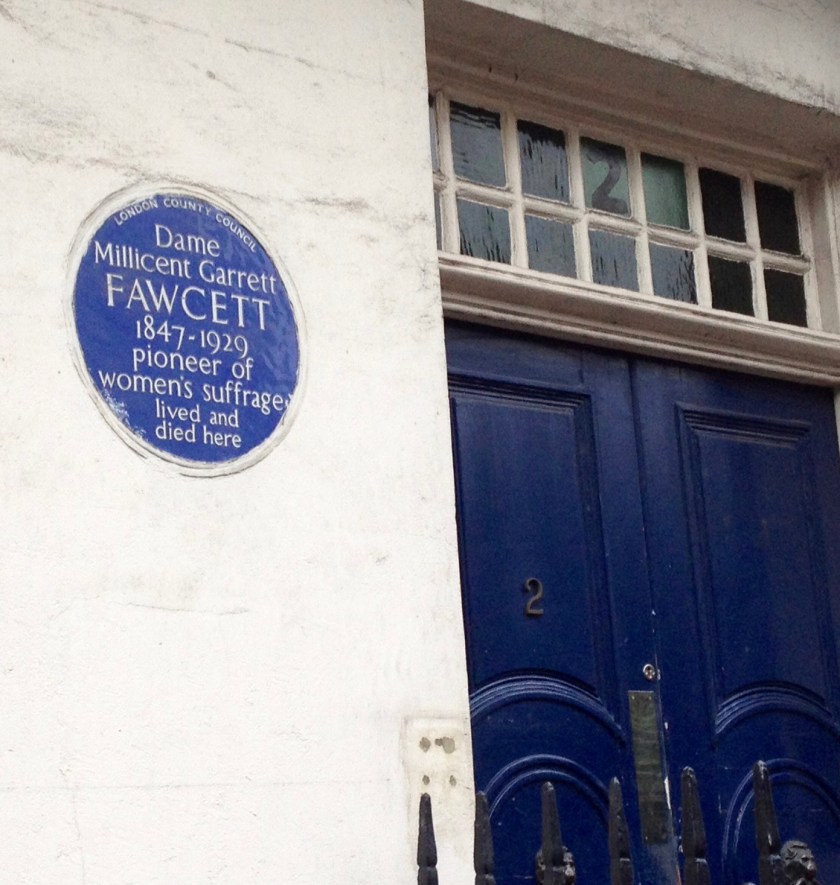 LONDON COUNTY COUNCIL
Dame
Millicent Garrett
FAWCETT
1847-1929
pioneer of
women's suffrage
lived and
died here
2
2